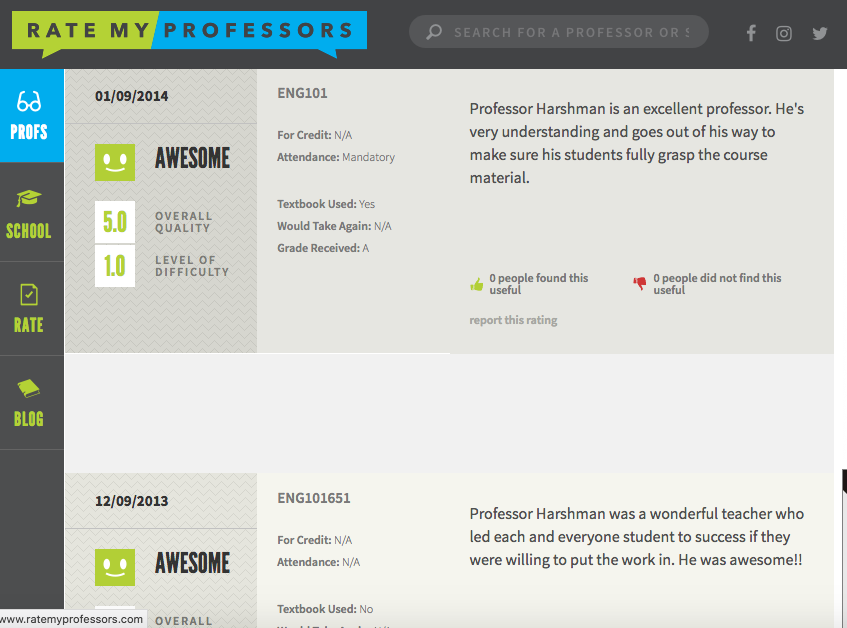 RATE MY PROFESSORS
SEARCH FOR A PROFESSOR OR
PROFS
SCHOOL
RATE
BLOG
01/09/2014
AWESOME
5.0
OVERALL
QUALITY
1.0
LEVEL OF
DIFFICULTY
ENG101
For Credit: N/A
Attendance: Mandatory
Textbook Used: Yes
Would Take Again: N/A
Grade Received: A
Professor Harshman is an excellent professor. He's
very understanding and goes out of his way to
make sure his students fully grasp the course
material.
0 people found this
useful
0 people did not find this
useful
report this rating
12/09/2013
AWESOME
OVERALL
ENG101651
For Credit: N/A
Attendance: N/A
Textbook Used: No
Professor Harshman was a wonderful teacher who
led each and everyone student to success if they
were willing to put the work in. He was awesome!!
www.ratemyprofessors.com